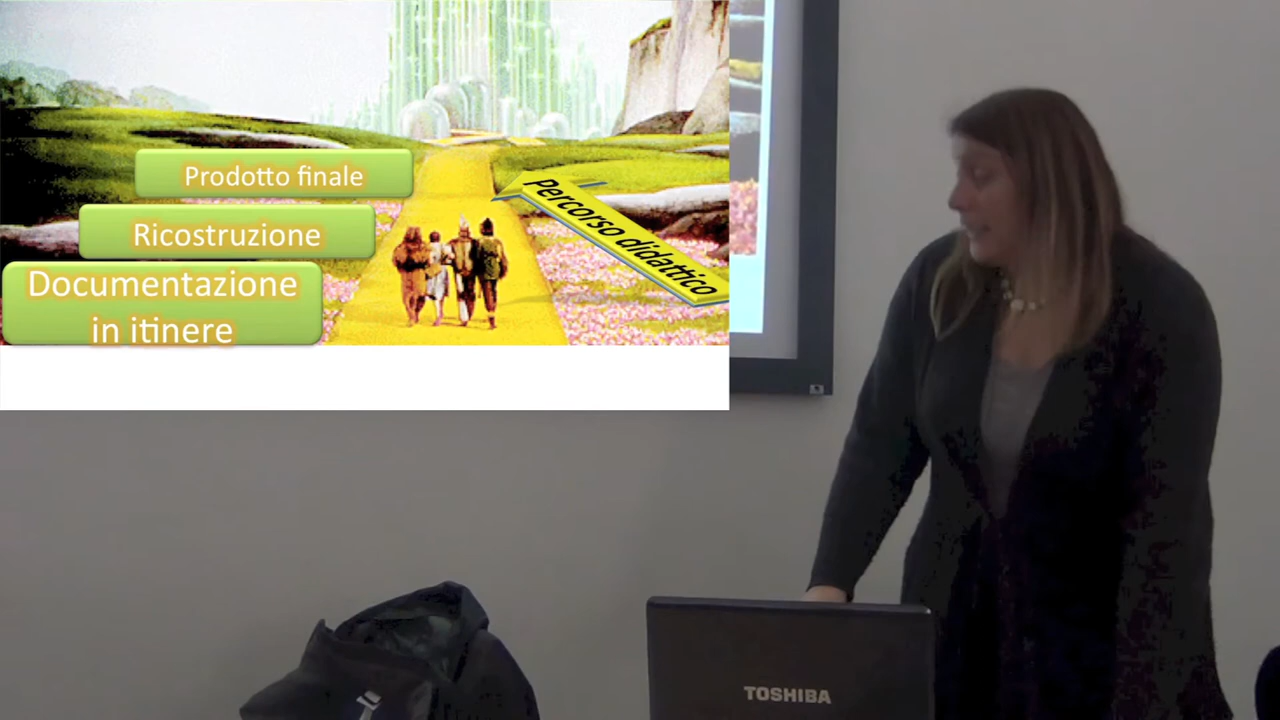 Prodotto finale
Ricostruzione
Documentazione
in itinere
Percorso didattico
TOSHIBA